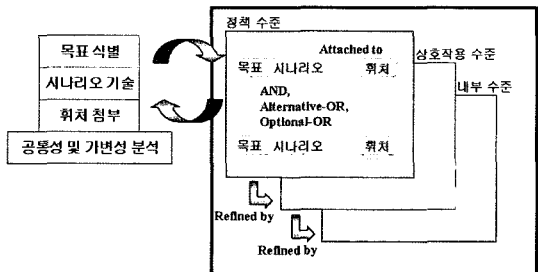 목표 식별
시나리오 기술
휘처 첨부
공통성 및 가변성 분석
정책 수준
Attached to
목표 시나리오 휘처
AND,
Alternative-OR,
Optional-OR
목표 시나리오 휘처
상호작용 수준
내부 수준
Refined by
Refined by